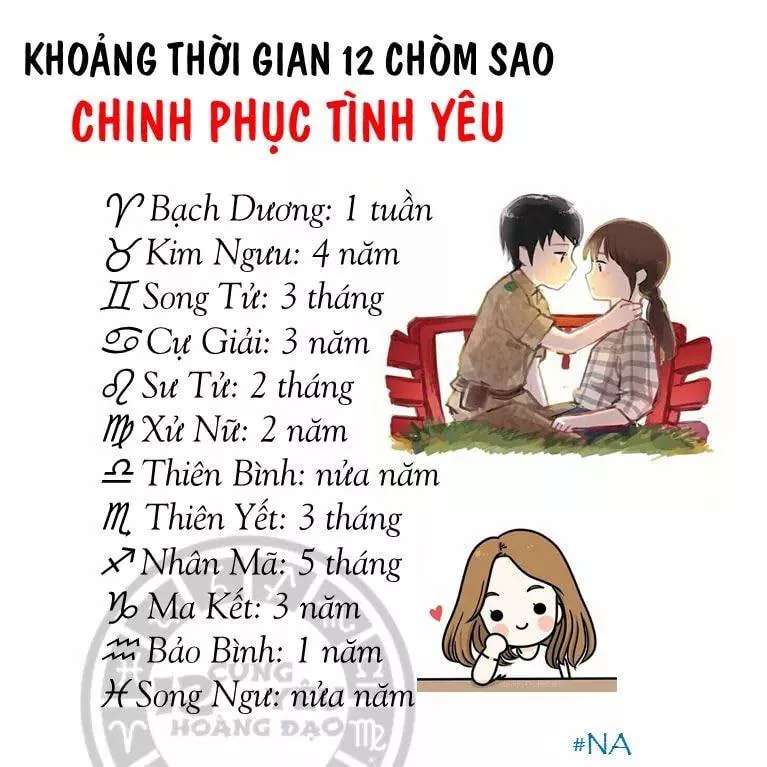 KHOẢNG THỜI GIAN 12 CHÒM SAO
CHINH PHỤC TÌNH YÊU
♈ Bạch Dương: 1 tuần
♉ Kim Ngưu: 4 năm
♊ Song Tử: 3 tháng
♋ Cự Giải: 3 năm
♌ Sư Tử: 2 tháng
♍ Xử Nữ: 2 năm
♎ Thiên Bình: nửa năm
♏ Thiên Yết: 3 tháng
♐ Nhân Mã: 5 tháng
♑ Ma Kết: 3 năm
♒ Bảo Bình: 1 năm
♓ Song Ngư: nửa năm
CUNG
HOÀNG ĐẠO
#NA